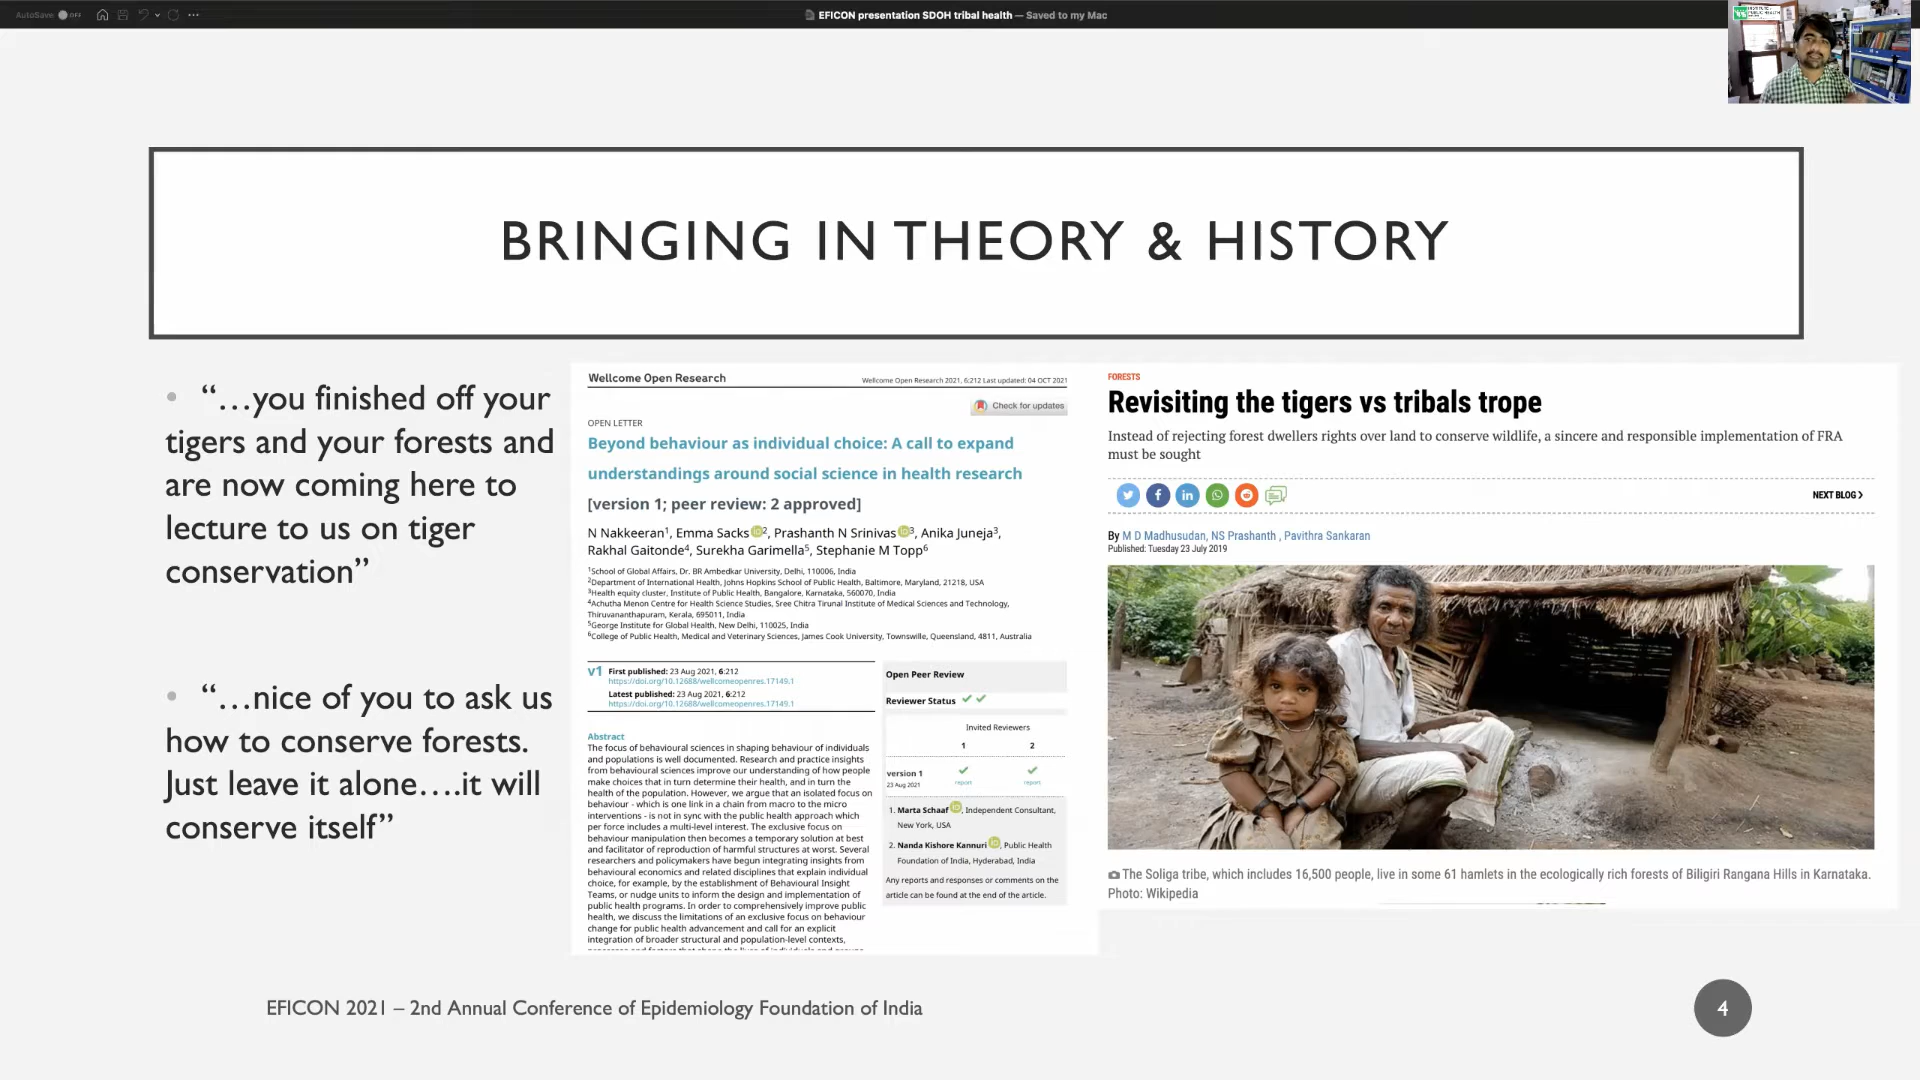 AutoSave OFF
EFICON presentation SDOH tribal health — Saved to my Mac
BRINGING IN THEORY & HISTORY
• “…you finished off your
tigers and your forests and
are now coming here to
lecture to us on tiger
conservation”
• “…nice of you to ask us
how to conserve forests.
Just leave it alone….it will
conserve itself”
Wellcome Open Research
Wellcome Open Research 2021, 6:212 Last updated: 04 OCT 2021
Check for updates
OPEN LETTER
Beyond behaviour as individual choice: A call to expand
understandings around social science in health research
[version 1; peer review: 2 approved]
N Nakkeeran1, Emma Sacks 2, Prashanth N Srinivas 3, Anika Juneja3,
Rakhal Gaitonde4, Surekha Garimella5, Stephanie M Topp6
1School of Global Affairs, Dr. BR Ambedkar University, Delhi, 110006, India
2Department of International Health, Johns Hopkins School of Public Health, Baltimore, Maryland, 21218, USA
3Health equity cluster, Institute of Public Health, Bangalore, Karnataka, 560070, India
4Achutha Menon Centre for Health Science Studies, Sree Chitra Tirunal Institute of Medical Sciences and Technology,
Thiruvananthapuram, Kerala, 695011, India
5George Institute for Global Health, New Delhi, 110025, India
6College of Public Health, Medical and Veterinary Sciences, James Cook University, Townsville, Queensland, 4811, Australia
v1 First published: 23 Aug 2021, 6:212
https://doi.org/10.12688/wellcomeopenres.17149.1
Latest published: 23 Aug 2021, 6:212
https://doi.org/10.12688/wellcomeopenres.17149.1
Abstract
The focus of behavioural sciences in shaping behaviour of individuals
and populations is well documented. Research and practice insights
from behavioural sciences improve our understanding of how people
make choices that in turn determine their health, and in turn the
health of the population. However, we argue that an isolated focus on
behaviour - which is one link in a chain from macro to the micro
interventions - is not in sync with the public health approach which
per force includes a multi-level interest. The exclusive focus on
behaviour manipulation then becomes a temporary solution at best
and facilitator of reproduction of harmful structures at worst. Several
researchers and policymakers have begun integrating insights from
behavioural economics and related disciplines that explain individual
choice, for example, by the establishment of Behavioural Insight
Teams, or nudge units to inform the design and implementation of
public health programs. In order to comprehensively improve public
health, we discuss the limitations of an exclusive focus on behaviour
change for public health advancement and call for an explicit
integration of broader structural and population-level contexts,
Open Peer Review
Reviewer Status
Invited Reviewers
1 2
version 1
23 Aug 2021
report report
1. Marta Schaaf , Independent Consultant,
New York, USA
2. Nanda Kishore Kannuri , Public Health
Foundation of India, Hyderabad, India
Any reports and responses or comments on the
article can be found at the end of the article.
FORESTS
Revisiting the tigers vs tribals trope
Instead of rejecting forest dwellers rights over land to conserve wildlife, a sincere and responsible implementation of FRA
must be sought
NEXT BLOG ❯
By M D Madhusudan, NS Prashanth , Pavithra Sankaran
Published: Tuesday 23 July 2019
The Soliga tribe, which includes 16,500 people, live in some 61 hamlets in the ecologically rich forests of Biligiri Rangana Hills in Karnataka.
Photo: Wikipedia
EFICON 2021 – 2nd Annual Conference of Epidemiology Foundation of India
4